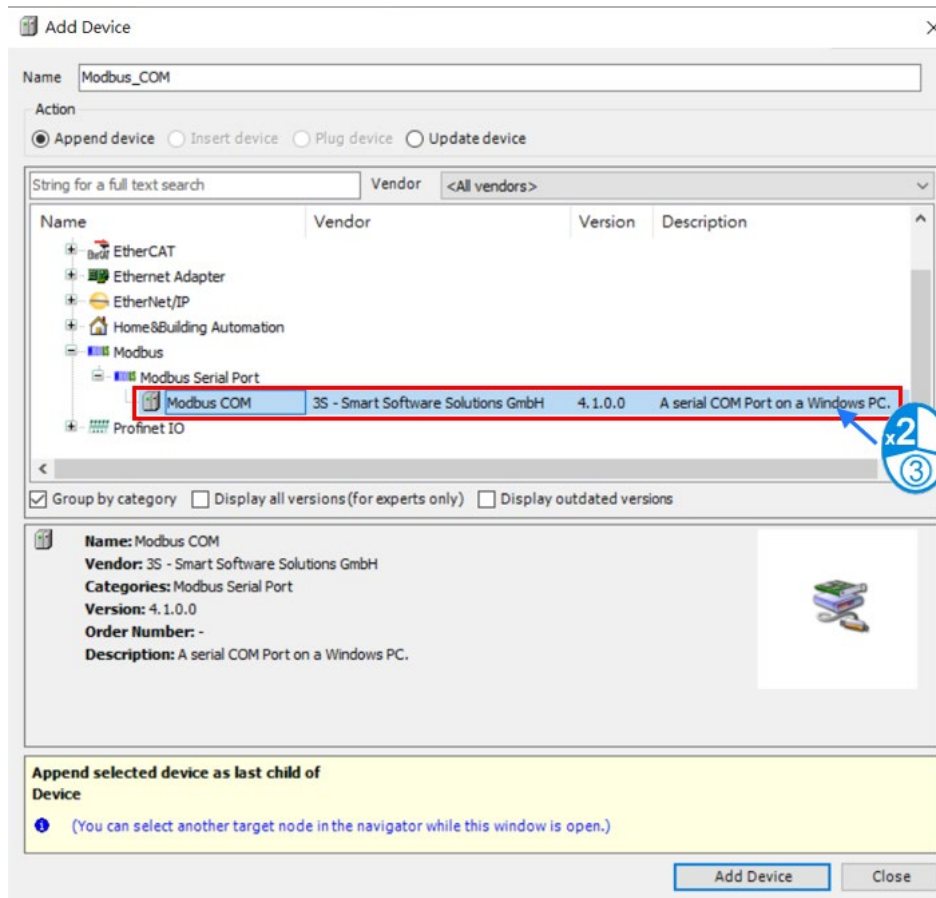 Add Device
Name Modbus_COM
Action
Append device Insert device Plug device Update device
String for a full text search Vendor <All vendors>
Name Vendor Version Description
EtherCAT
Ethernet Adapter
EtherNet/IP
Home&Building Automation
Modbus
Modbus Serial Port
Modbus COM 3S - Smart Software Solutions GmbH 4.1.0.0 A serial COM Port on a Windows PC.
Profinet IO
x2
3
Group by category Display all versions (for experts only) Display outdated versions
Name: Modbus COM
Vendor: 3S - Smart Software Solutions GmbH
Categories: Modbus Serial Port
Version: 4.1.0.0
Order Number: -
Description: A serial COM Port on a Windows PC.
Append selected device as last child of
Device
(You can select another target node in the navigator while this window is open.)
Add Device Close